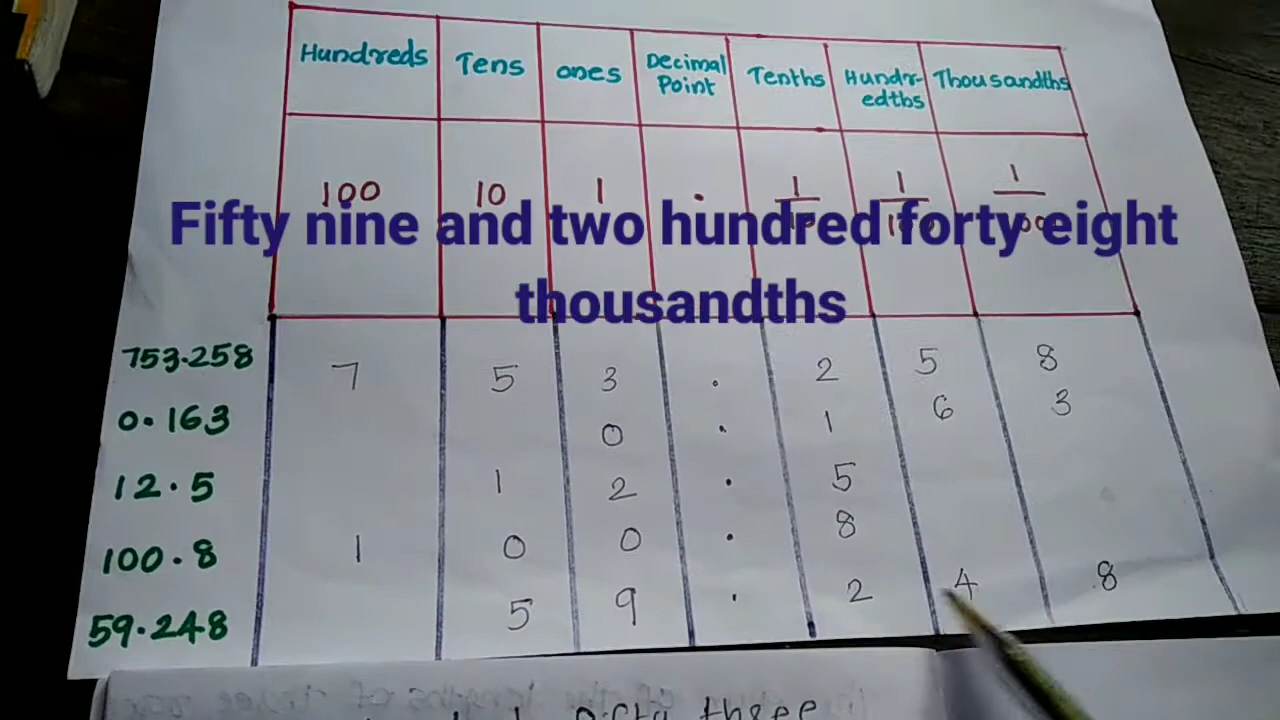 Hundreds Tens ones Decimal Point Tenths Hundr-edths Thousandths
100 10 1 . 1/10 1/100
Fifty nine and two hundred forty eight
thousandths
753.258 7 5 3 . 2 5 8
0.163 0 . 1 6 3
12.5 1 2 . 5
100.8 1 0 0 . 8
59.248 5 9 . 2 4 8
three